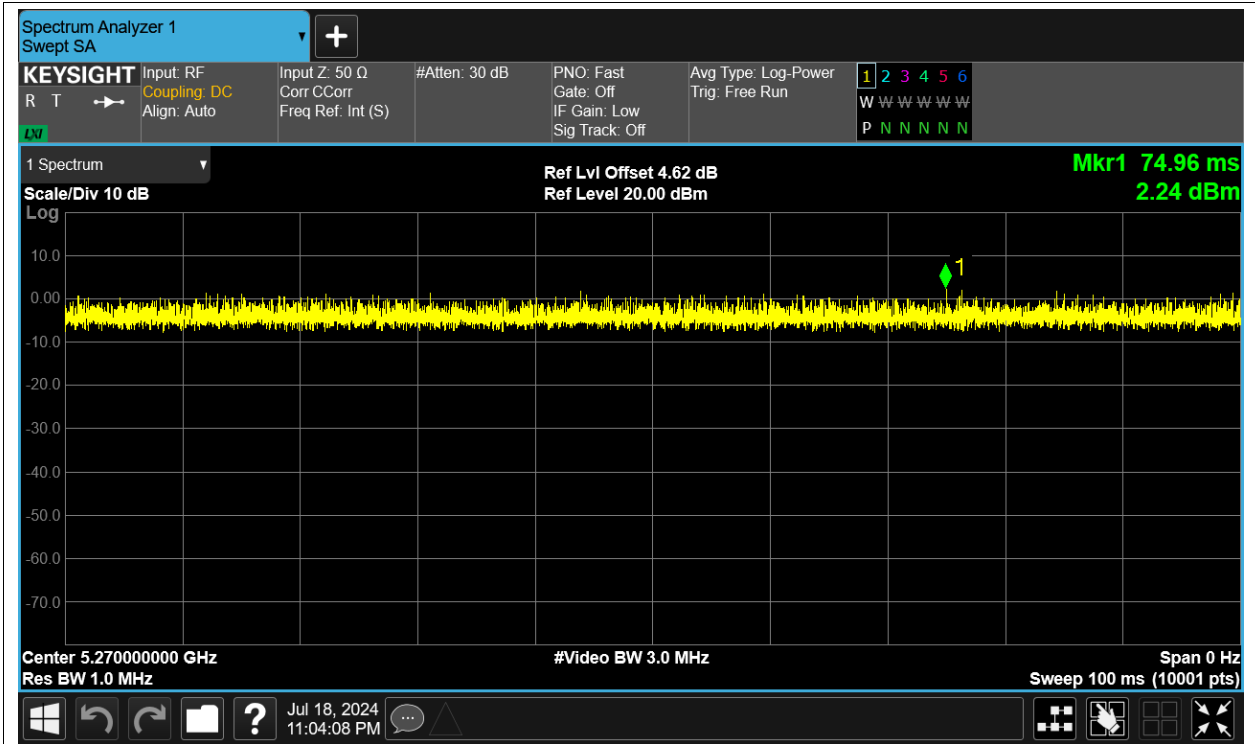 Spectrum Analyzer 1
Swept SA
KEYSIGHT
R T
LXI
Input: RF
Coupling: DC
Align: Auto
Input Z: 50 Ω
Corr CCorr
Freq Ref: Int (S)
#Atten: 30 dB
PNO: Fast
Gate: Off
IF Gain: Low
Sig Track: Off
Avg Type: Log-Power
Trig: Free Run
1 2 3 4 5 6
W W W W W W
P N N N N N
1 Spectrum
Scale/Div 10 dB
Log
Ref Lvl Offset 4.62 dB
Ref Level 20.00 dBm
Mkr1 74.96 ms
2.24 dBm
10.0
1
0.00
-10.0
-20.0
-30.0
-40.0
-50.0
-60.0
-70.0
Center 5.270000000 GHz
Res BW 1.0 MHz
#Video BW 3.0 MHz
Span 0 Hz
Sweep 100 ms (10001 pts)
?
Jul 18, 2024
11:04:08 PM